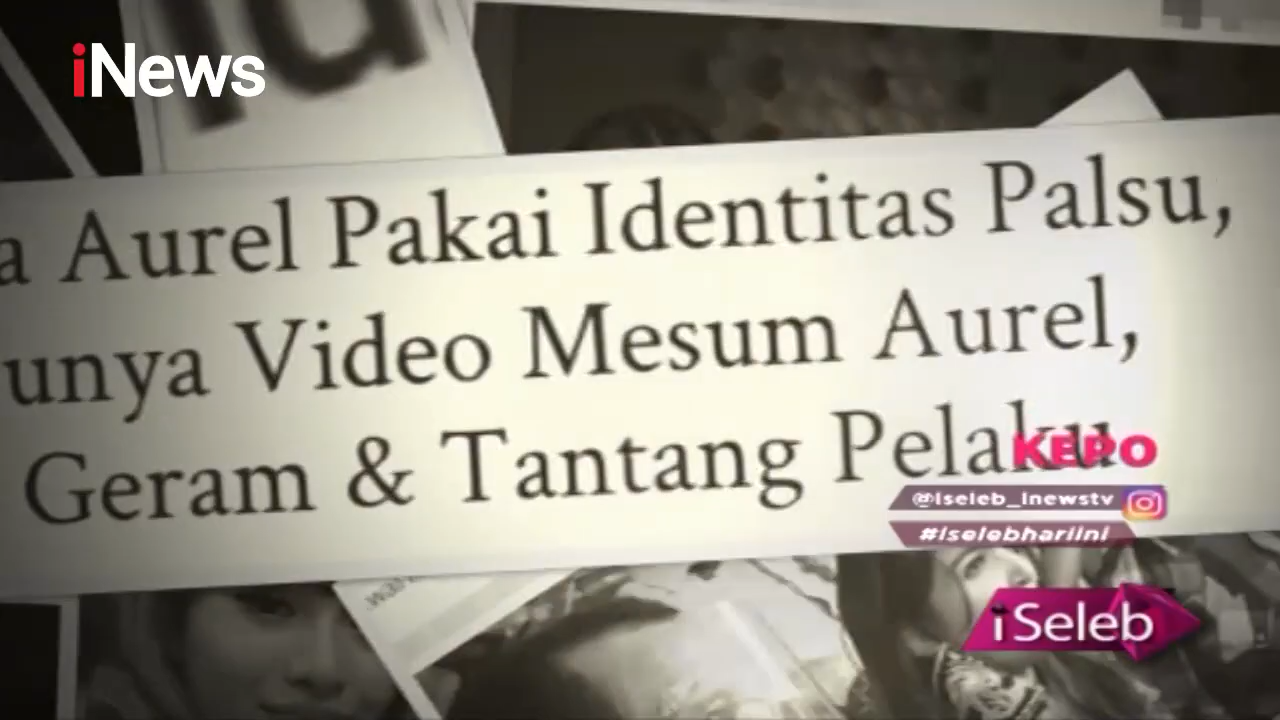 iNews
a Aurel Pakai Identitas Palsu,
unya Video Mesum Aurel,
Geram & Tantang Pelaku
KEPO
@iseleb_inewstv
#iselebhariini
iSeleb